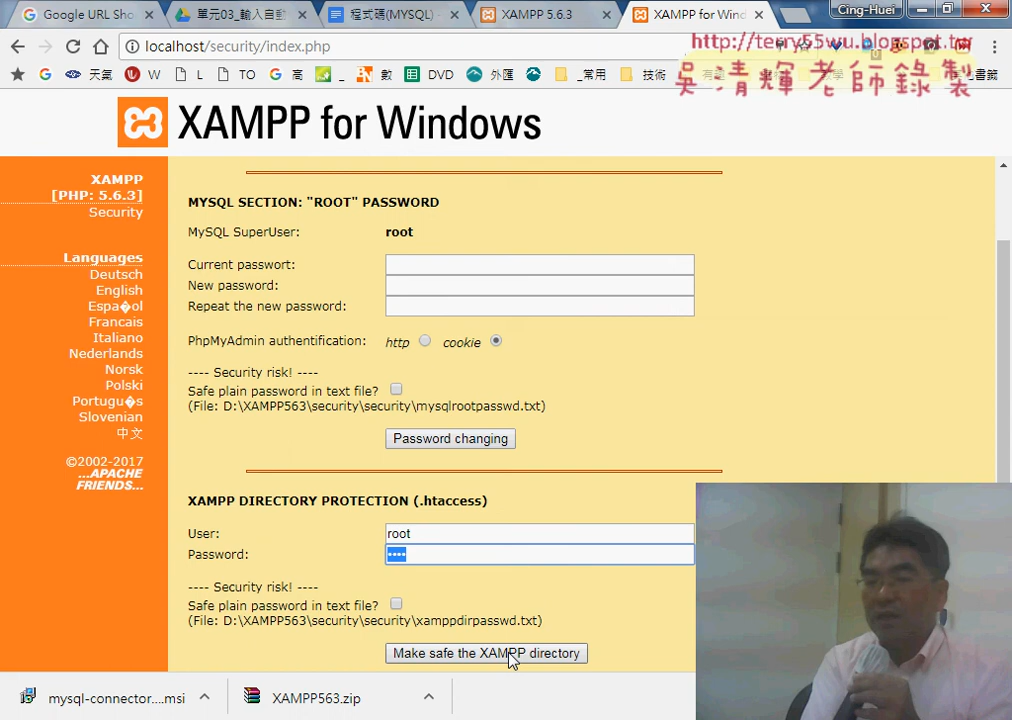 Google URL Sho
單元03_輸入自動
程式碼(MYSQL) -
XAMPP 5.6.3
XAMPP for Wind
Cing-Huei
localhost/security/index.php
http://terry55wu.blogspot.tw
吳清輝老師錄製
天氣
W
L
TO
高
數
DVD
外匯
_常用
技術
XAMPP for Windows
XAMPP
[PHP: 5.6.3]
Security
Languages
Deutsch
English
Espa�ol
Francais
Italiano
Nederlands
Norsk
Polski
Portugu�s
Slovenian
中文
©2002-2017
...APACHE
FRIENDS...
MYSQL SECTION: "ROOT" PASSWORD
MySQL SuperUser: root
Current passwort:
New password:
Repeat the new password:
PhpMyAdmin authentification: http cookie
---- Security risk! ----
Safe plain password in text file?
(File: D:\XAMPP563\security\security\mysqlrootpasswd.txt)
Password changing
XAMPP DIRECTORY PROTECTION (.htaccess)
User: root
Password: ••••
---- Security risk! ----
Safe plain password in text file?
(File: D:\XAMPP563\security\security\xamppdirpasswd.txt)
Make safe the XAMPP directory
mysql-connector....msi
XAMPP563.zip